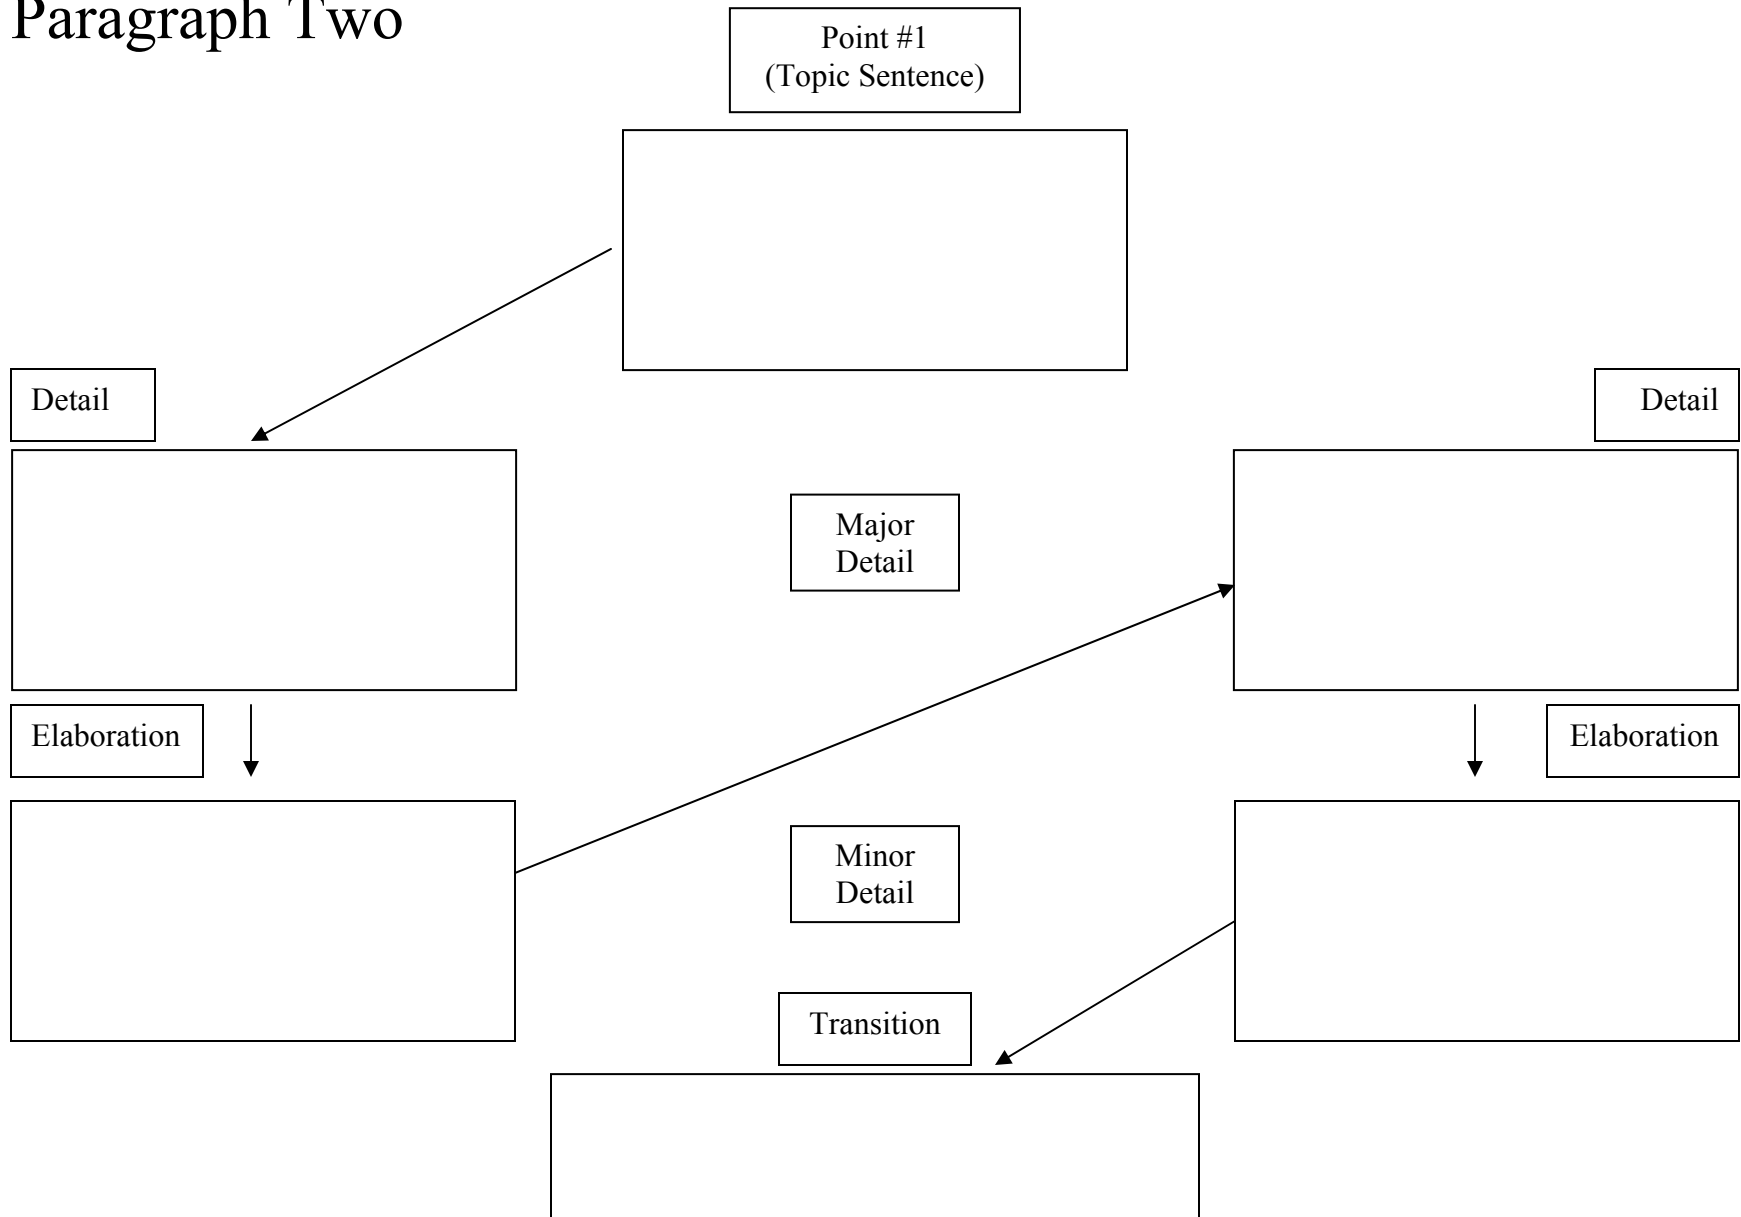 Paragraph Two
Point #1
(Topic Sentence)
Detail
Detail
Major
Detail
Elaboration
Elaboration
Minor
Detail
Transition